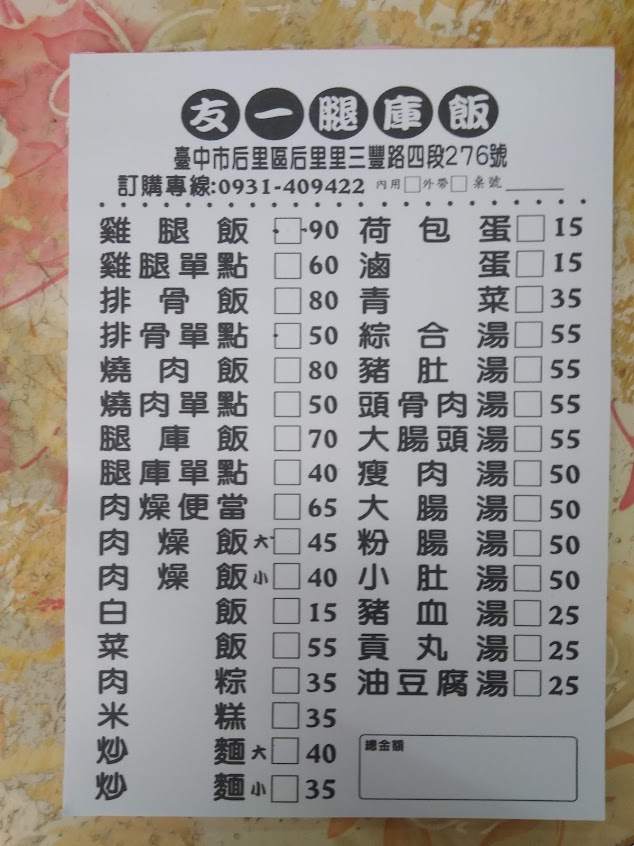 友一腿庫飯
臺中市后里區后里里三豐路四段276號
訂購專線:0931-409422 內用□外帶□ 桌號______
雞腿飯 □ 90
雞腿單點 □ 60
排骨飯 □ 80
排骨單點 □ 50
燒肉飯 □ 80
燒肉單點 □ 50
腿庫飯 □ 70
腿庫單點 □ 40
肉燥便當 □ 65
肉燥飯大 □ 45
肉燥飯小 □ 40
白飯 □ 15
菜飯 □ 55
肉粽 □ 35
米糕 □ 35
炒麵大 □ 40
炒麵小 □ 35
荷包蛋 □ 15
滷蛋 □ 15
青菜 □ 35
綜合湯 □ 55
豬肚湯 □ 55
頭骨肉湯 □ 55
大腸頭湯 □ 55
瘦肉湯 □ 50
大腸湯 □ 50
粉腸湯 □ 50
小肚湯 □ 50
豬血湯 □ 25
貢丸湯 □ 25
油豆腐湯 □ 25
總金額